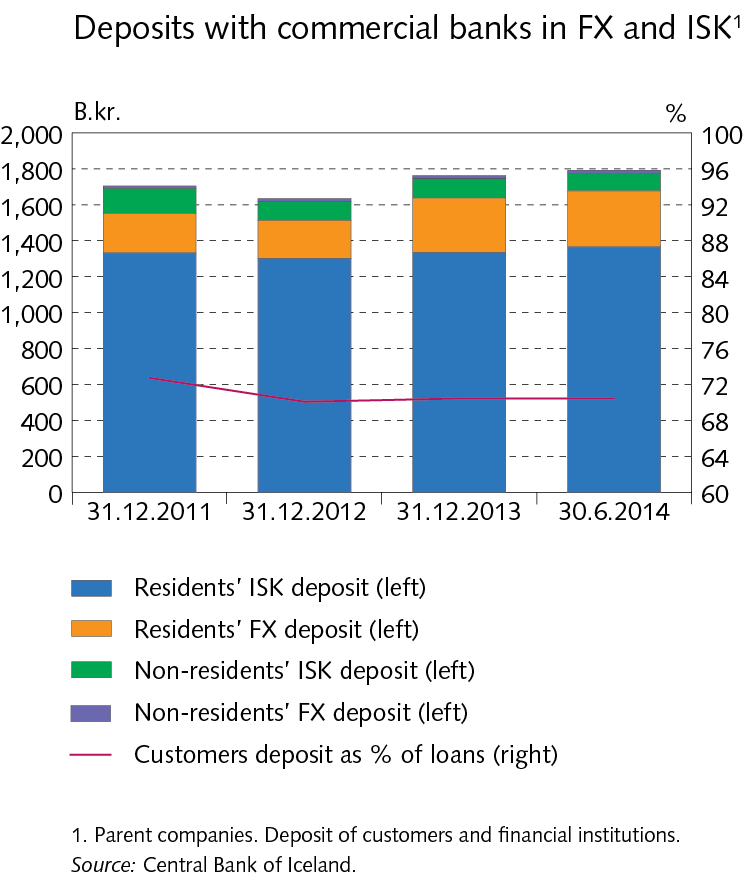 Deposits with commercial banks in FX and ISK¹
B.kr. %
2,000 100
1,800 96
1,600 92
1,400 88
1,200 84
1,000 80
800 76
600 72
400 68
200 64
0 60
31.12.2011 31.12.2012 31.12.2013 30.6.2014
Residents' ISK deposit (left)
Residents' FX deposit (left)
Non-residents' ISK deposit (left)
Non-residents' FX deposit (left)
Customers deposit as % of loans (right)
1. Parent companies. Deposit of customers and financial institutions.
Source: Central Bank of Iceland.